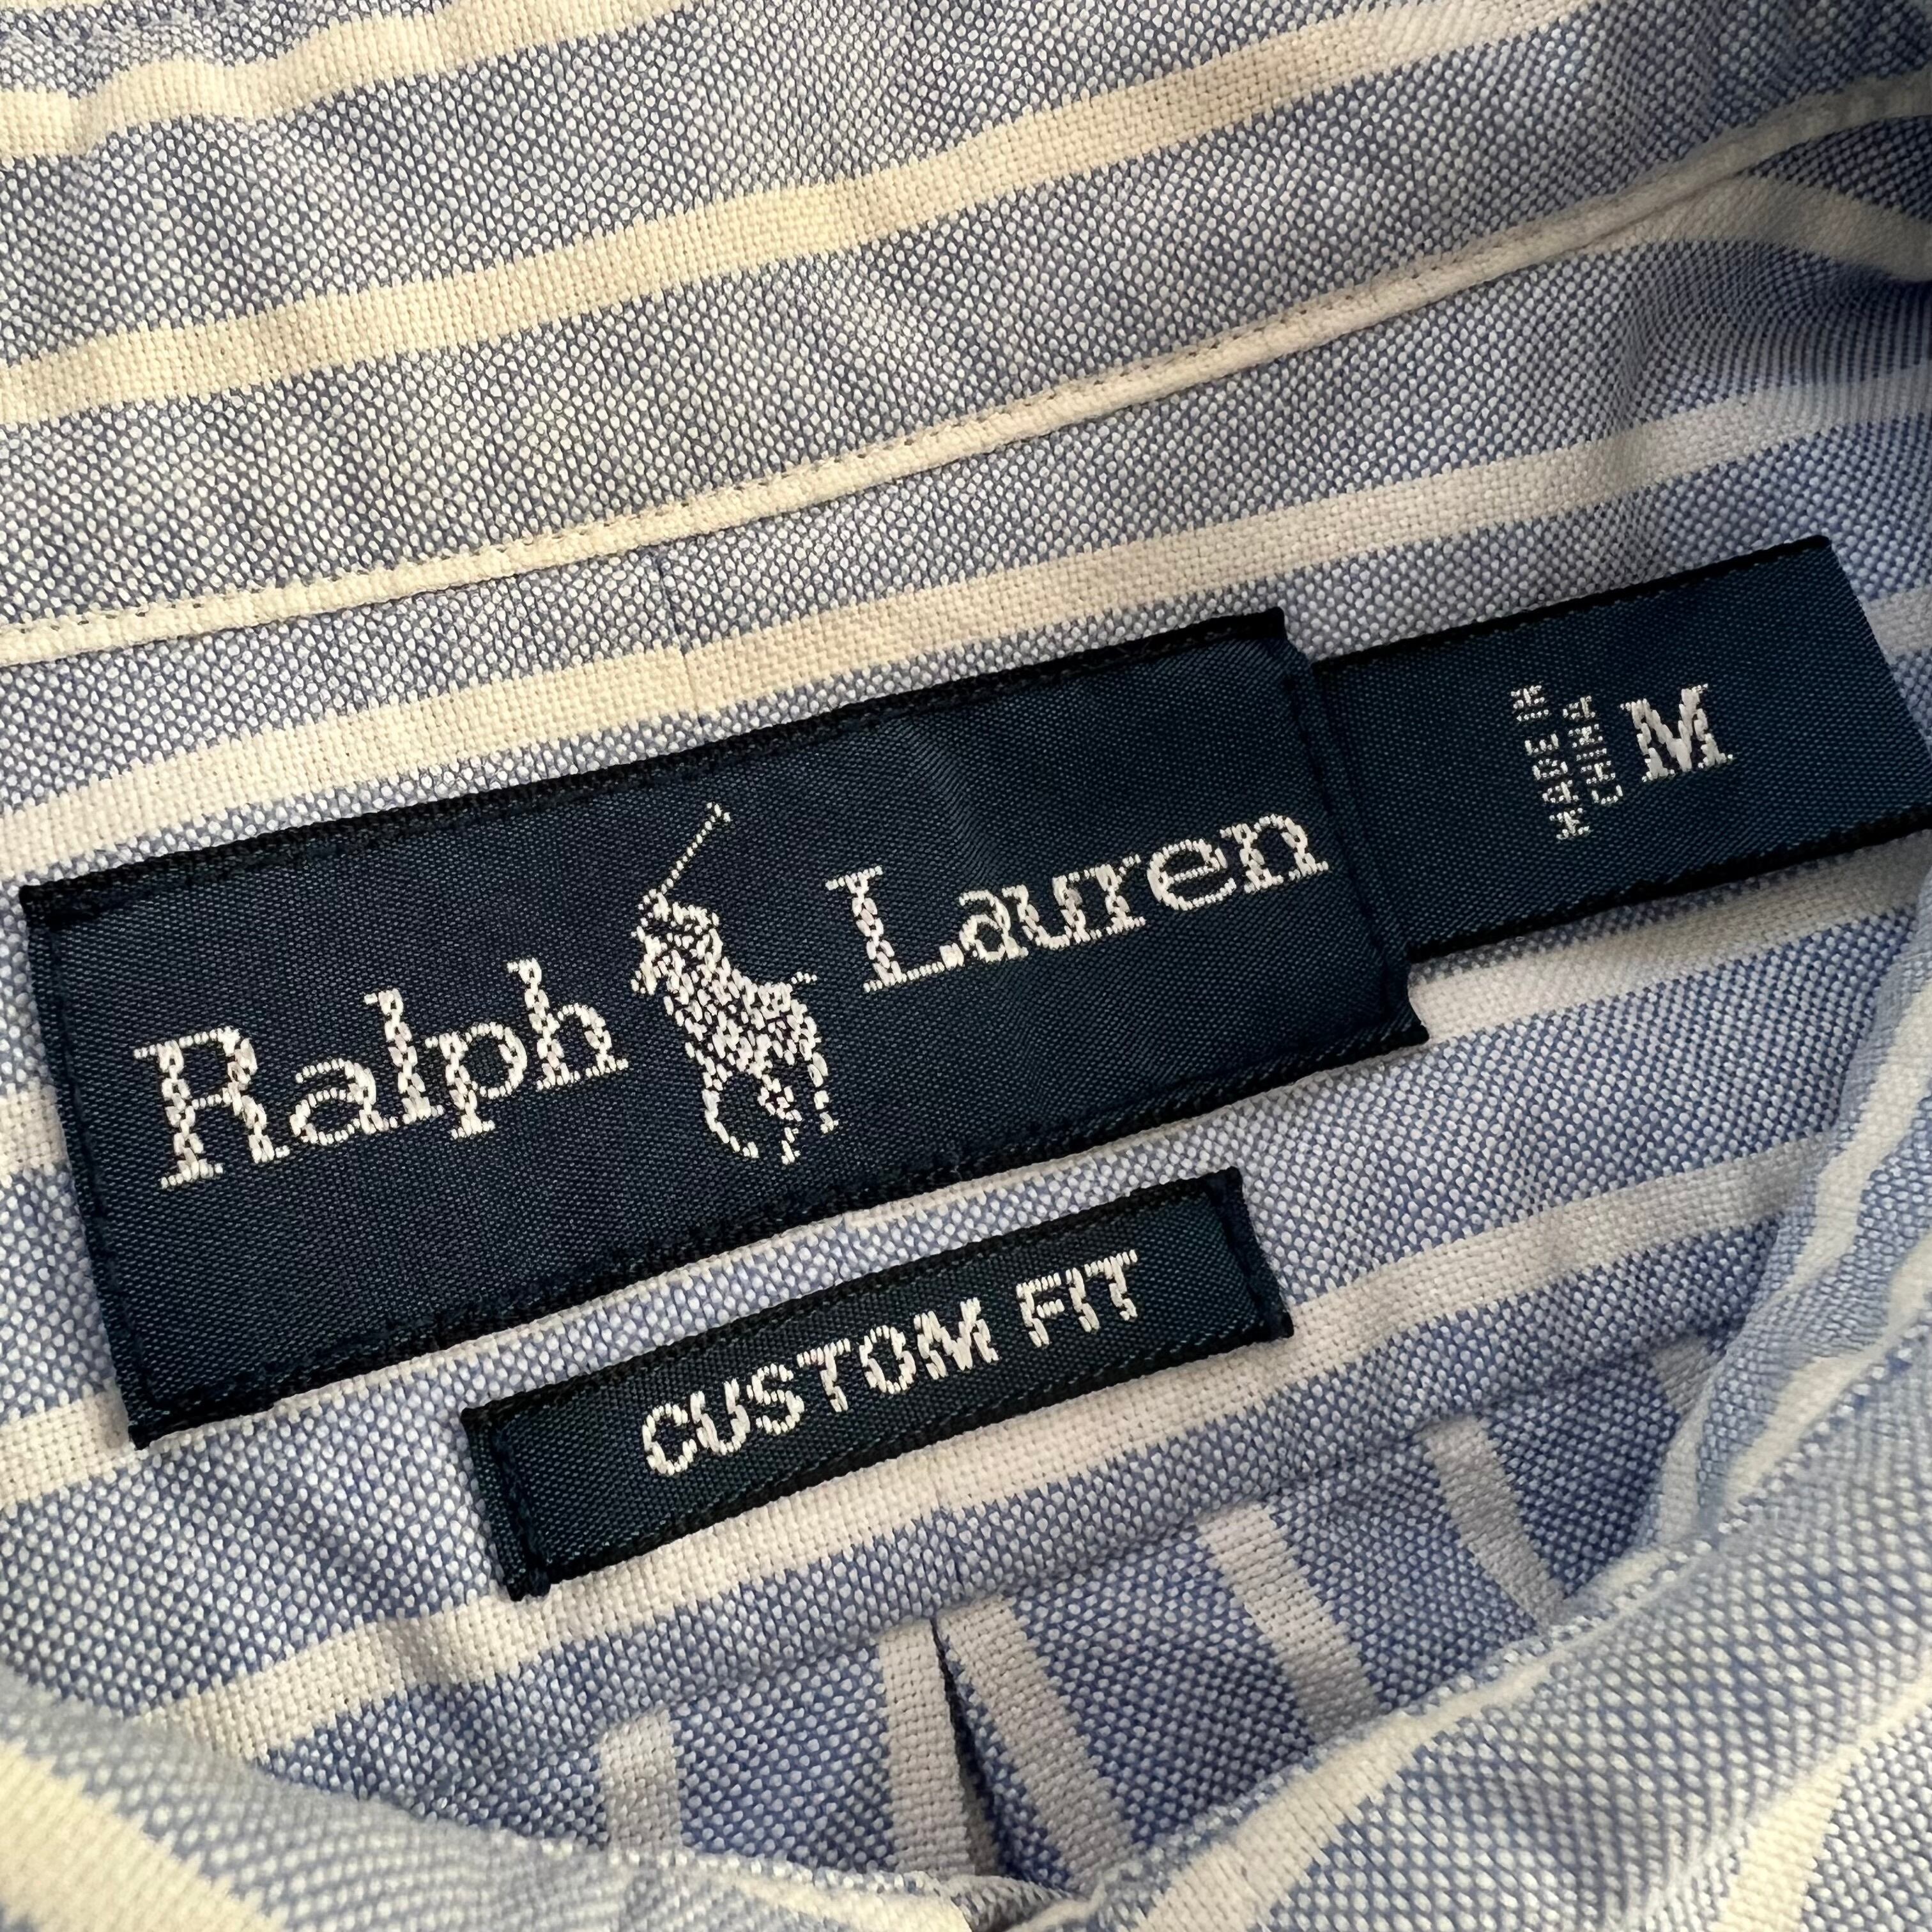 Ralph Lauren
MADE IN
CHINA
M
CUSTOM FIT